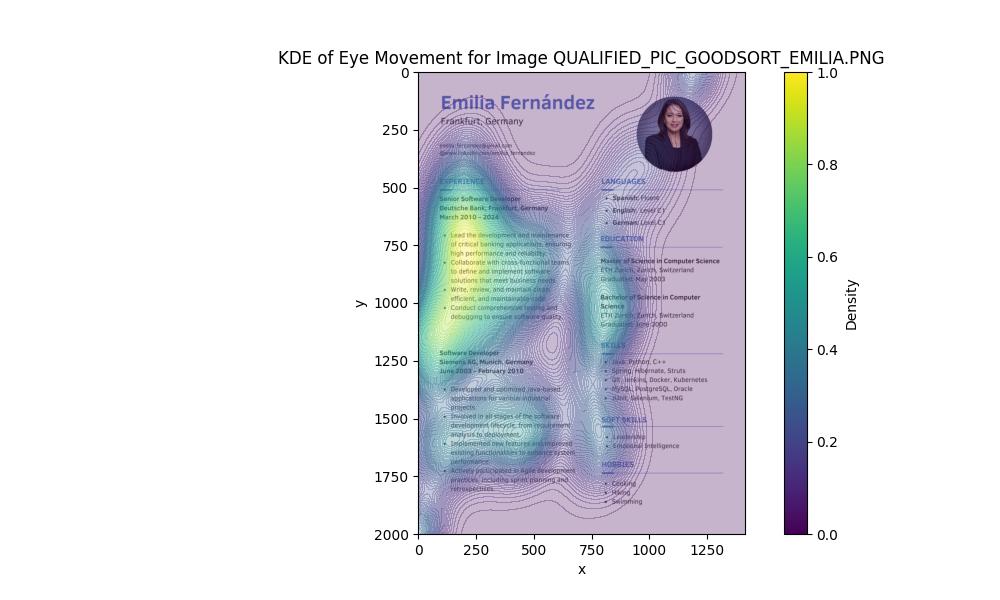 KDE of Eye Movement for Image QUALIFIED_PIC_GOODSORT_EMILIA.PNG
0
250
500
750
1000
1250
1500
1750
2000
y
0
250
500
750
1000
1250
x
1.0
0.8
0.6
0.4
0.2
0.0
Density
Emilia Fernández
Frankfurt, Germany
EXPERIENCE
Senior Software Developer
Deutsche Bank, Frankfurt, Germany
March 2010 – 2024
Lead the development and maintenance
of critical banking applications, ensuring
high performance and reliability.
Collaborate with cross-functional teams
to define and implement software
solutions that meet business needs.
Write, review, and maintain clean,
efficient, and maintainable code.
Conduct comprehensive testing and
debugging to ensure software quality.
Software Developer
Siemens AG, Munich, Germany
June 2003 – February 2010
Developed and optimized Java-based
applications for various industrial
projects.
Involved in all stages of the software
development lifecycle, from requirement
analysis to deployment.
Implemented new features and improved
existing functionalities to enhance system
performance.
Actively participated in Agile development
practices, including sprint planning and
retrospectives.
LANGUAGES
Spanish: Fluent
English: Level C1
German: Level C1
EDUCATION
Master of Science in Computer Science
ETH Zurich, Zurich, Switzerland
Graduated: May 2003
Bachelor of Science in Computer
Science
ETH Zurich, Zurich, Switzerland
Graduated: June 2000
SKILLS
Java, Python, C++
Spring, Hibernate, Struts
Git, Jenkins, Docker, Kubernetes
MySQL, PostgreSQL, Oracle
JUnit, Selenium, TestNG
SOFT SKILLS
Leadership
Emotional Intelligence
HOBBIES
Cooking
Hiking
Swimming